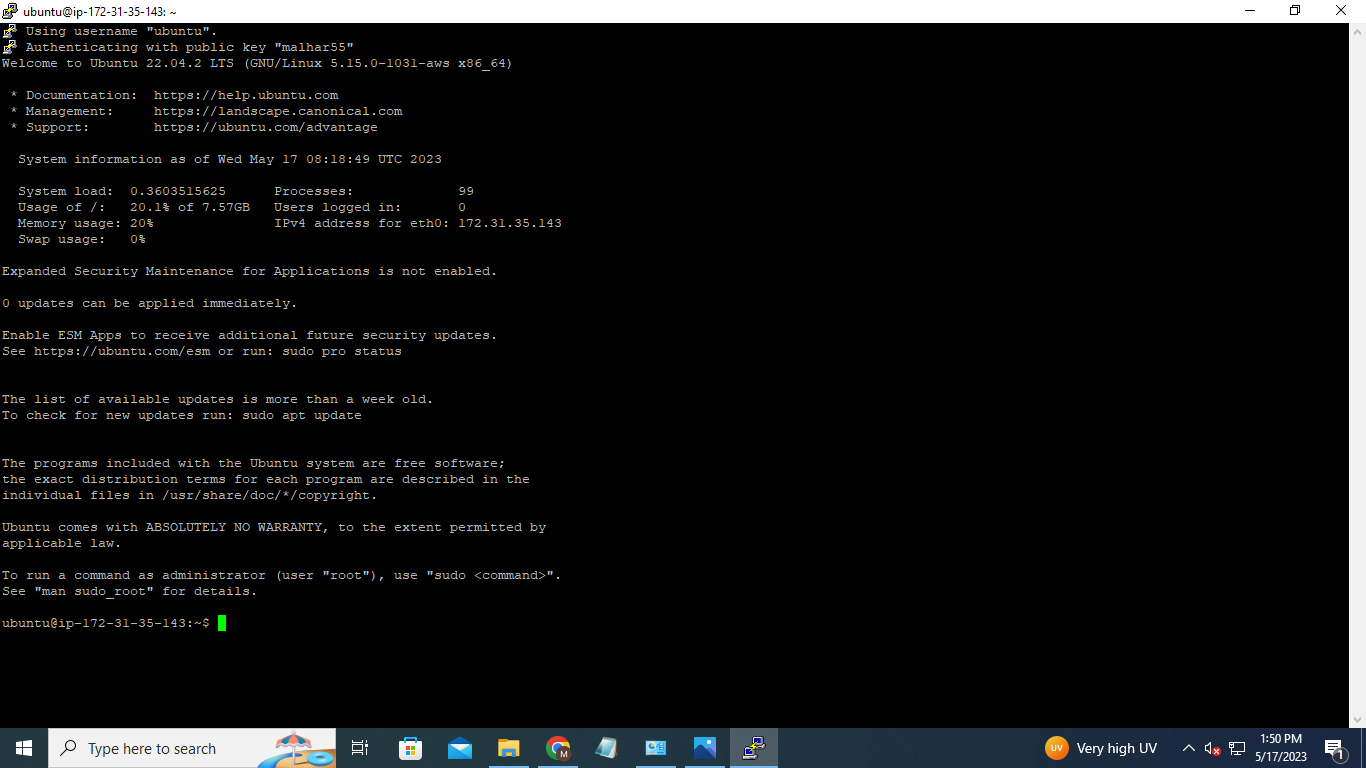 ubuntu@ip-172-31-35-143: ~
Using username "ubuntu".
Authenticating with public key "malhar55"
Welcome to Ubuntu 22.04.2 LTS (GNU/Linux 5.15.0-1031-aws x86_64)
* Documentation:  https://help.ubuntu.com
* Management:     https://landscape.canonical.com
* Support:        https://ubuntu.com/advantage
System information as of Wed May 17 08:18:49 UTC 2023
System load:  0.3603515625      Processes:             99
Usage of /:   20.1% of 7.57GB   Users logged in:       0
Memory usage: 20%               IPv4 address for eth0: 172.31.35.143
Swap usage:   0%
Expanded Security Maintenance for Applications is not enabled.
0 updates can be applied immediately.
Enable ESM Apps to receive additional future security updates.
See https://ubuntu.com/esm or run: sudo pro status
The list of available updates is more than a week old.
To check for new updates run: sudo apt update
The programs included with the Ubuntu system are free software;
the exact distribution terms for each program are described in the
individual files in /usr/share/doc/*/copyright.
Ubuntu comes with ABSOLUTELY NO WARRANTY, to the extent permitted by
applicable law.
To run a command as administrator (user "root"), use "sudo <command>".
See "man sudo_root" for details.
ubuntu@ip-172-31-35-143:~$
Type here to search
M
UV
Very high UV
1:50 PM
5/17/2023
1